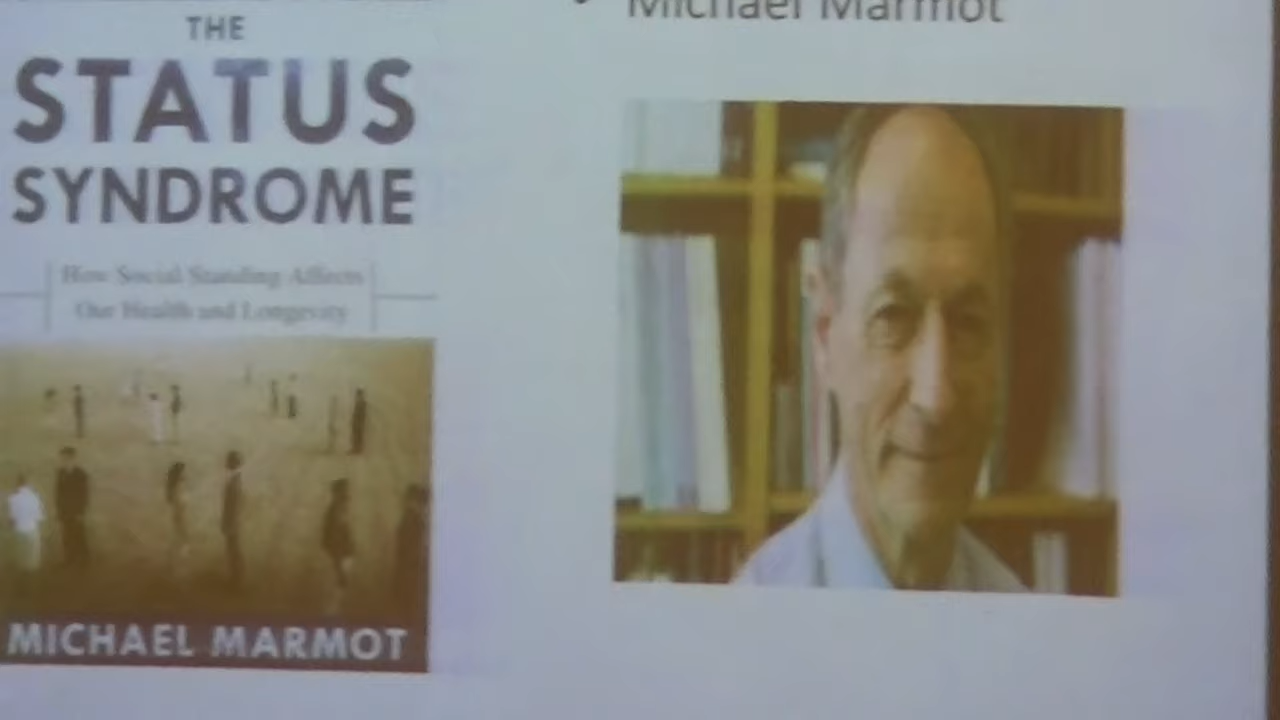 Michael Marmot
THE
STATUS
SYNDROME
How Social Standing Affects
Our Health and Longevity
MICHAEL MARMOT